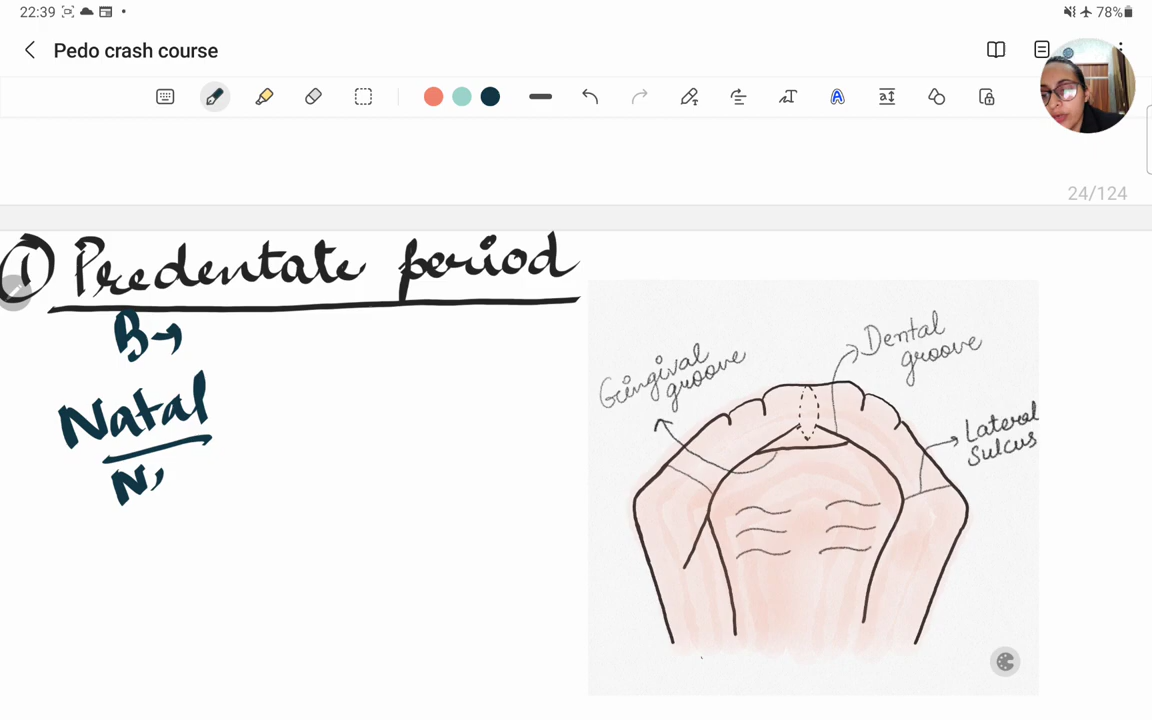 22:39
78%
Pedo crash course
24/124
① Predentate period
B→
Natal
N,
Gingival
groove
Dental
groove
Lateral
Sulcus